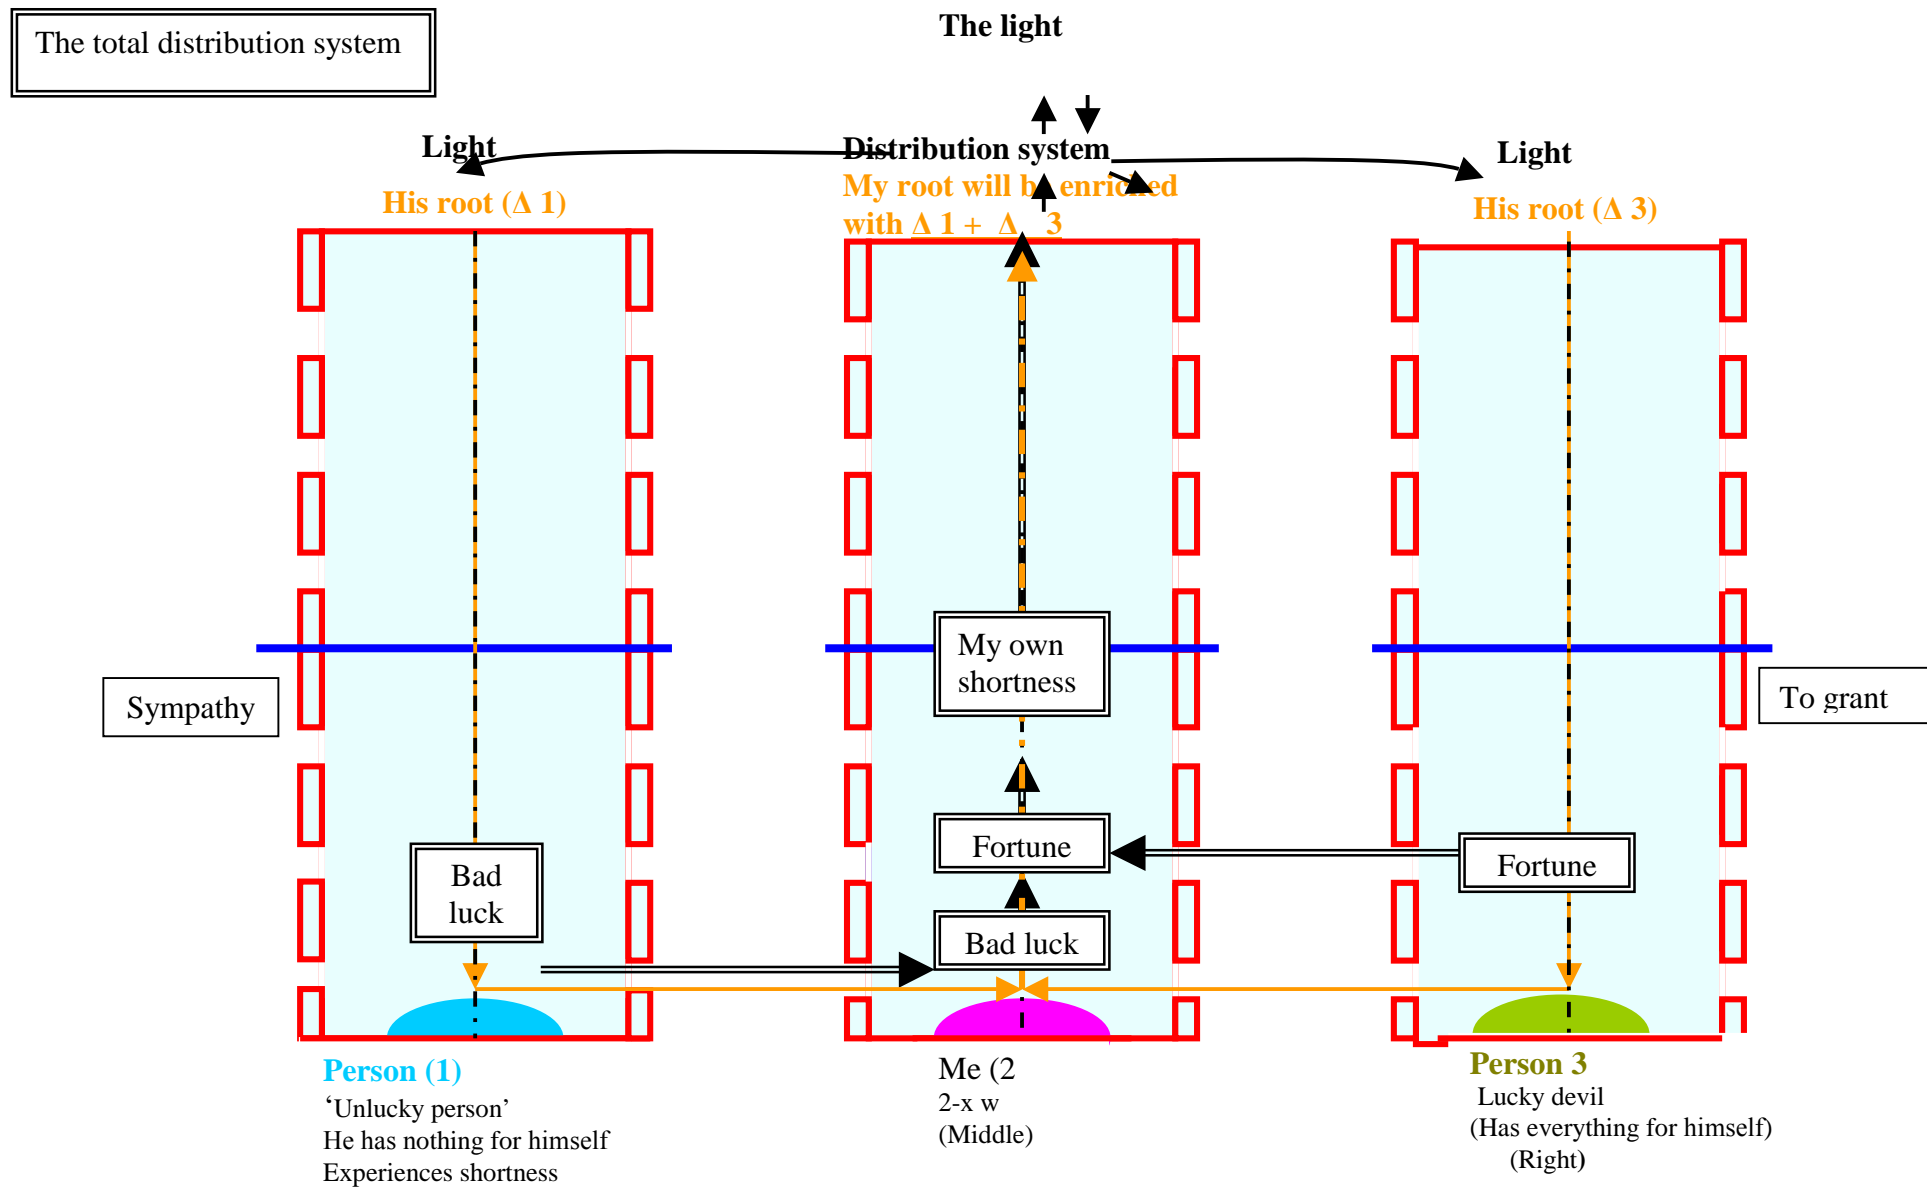 The total distribution system
The light
Light
Distribution system
Light
His root (Δ 1)
My root will be enriched
with Δ 1 + Δ 3
His root (Δ 3)
My own
shortness
Sympathy
To grant
Fortune
Fortune
Bad
luck
Bad luck
Person (1)
‘Unlucky person’
He has nothing for himself
Experiences shortness
Me (2
2-x w
(Middle)
Person 3
Lucky devil
(Has everything for himself)
(Right)